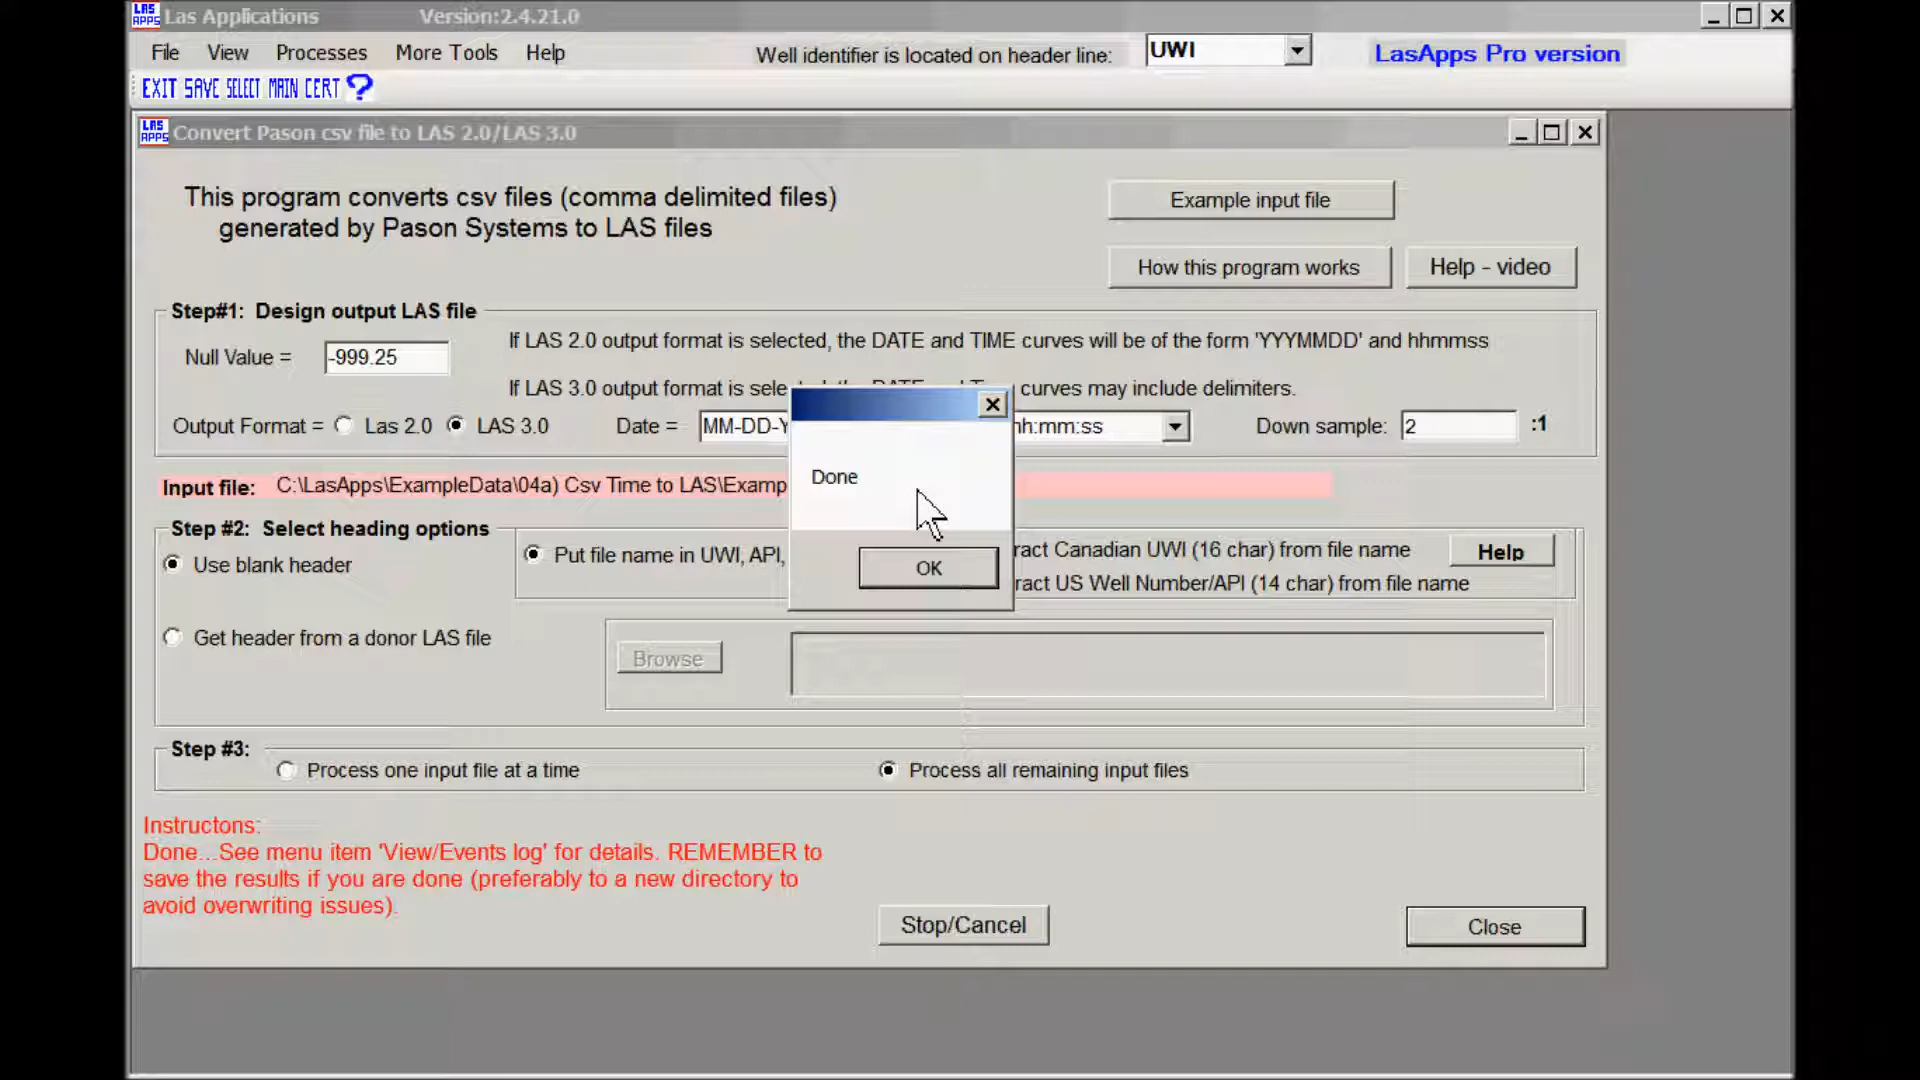 LAS APPS Las Applications Version:2.4.21.0
File View Processes More Tools Help Well identifier is located on header line: UWI LasApps Pro version
EXIT SAVE SELECT MAIN CERT ?
LAS APPS Convert Pason csv file to LAS 2.0/LAS 3.0
This program converts csv files (comma delimited files)
generated by Pason Systems to LAS files
Example input file
How this program works Help - video
Step#1: Design output LAS file
If LAS 2.0 output format is selected, the DATE and TIME curves will be of the form 'YYYMMDD' and hhmmss
Null Value = -999.25
If LAS 3.0 output format is selected, the DATE and Time curves may include delimiters.
Output Format = Las 2.0 LAS 3.0 Date = MM-DD-Y hh:mm:ss Down sample: 2 :1
Input file: C:\LasApps\ExampleData\04a) Csv Time to LAS\Examp
Done
OK
Step #2: Select heading options
Use blank header Put file name in UWI, API, ract Canadian UWI (16 char) from file name Help
ract US Well Number/API (14 char) from file name
Get header from a donor LAS file Browse
Step #3:
Process one input file at a time Process all remaining input files
Instructons:
Done...See menu item 'View/Events log' for details. REMEMBER to
save the results if you are done (preferably to a new directory to
avoid overwriting issues).
Stop/Cancel Close